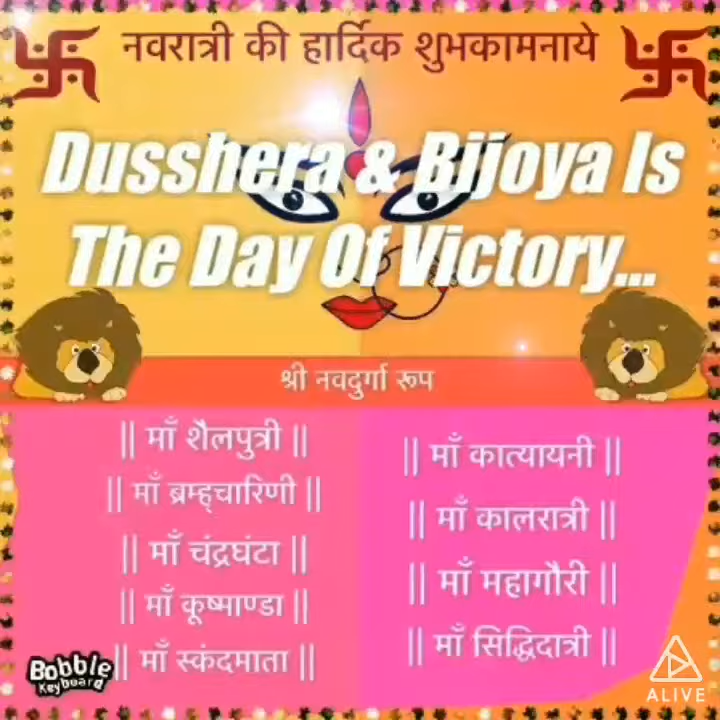 नवरात्री की हार्दिक शुभकामनाये
Dusshera & Bijoya Is
The Day Of Victory...
श्री नवदुर्गा रूप
|| माँ शैलपुत्री ||
|| माँ ब्रम्ह्चारिणी ||
|| माँ चंद्रघंटा ||
|| माँ कूष्माण्डा ||
|| माँ स्कंदमाता ||
|| माँ कात्यायनी ||
|| माँ कालरात्री ||
|| माँ महागौरी ||
|| माँ सिद्धिदात्री ||
Bobble
Keyboard
ALIVE